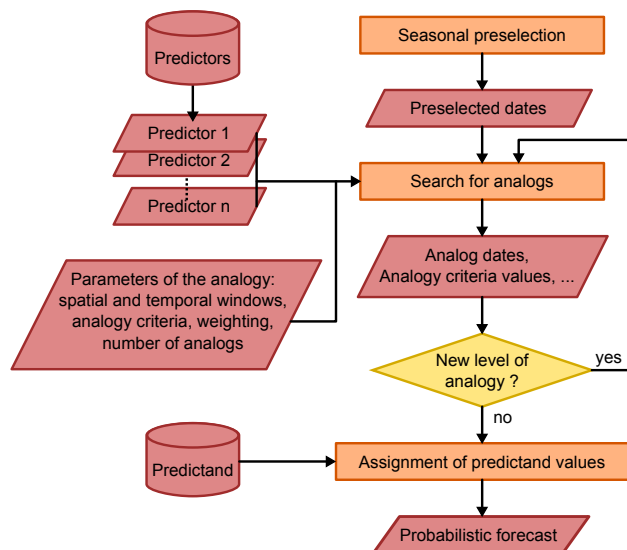 Predictors
Predictor 1
Predictor 2
Predictor n
Parameters of the analogy:
spatial and temporal windows,
analogy criteria, weighting,
number of analogs
Seasonal preselection
Preselected dates
Search for analogs
Analog dates,
Analogy criteria values, ...
New level of
analogy ?
yes
no
Predictand
Assignment of predictand values
Probabilistic forecast